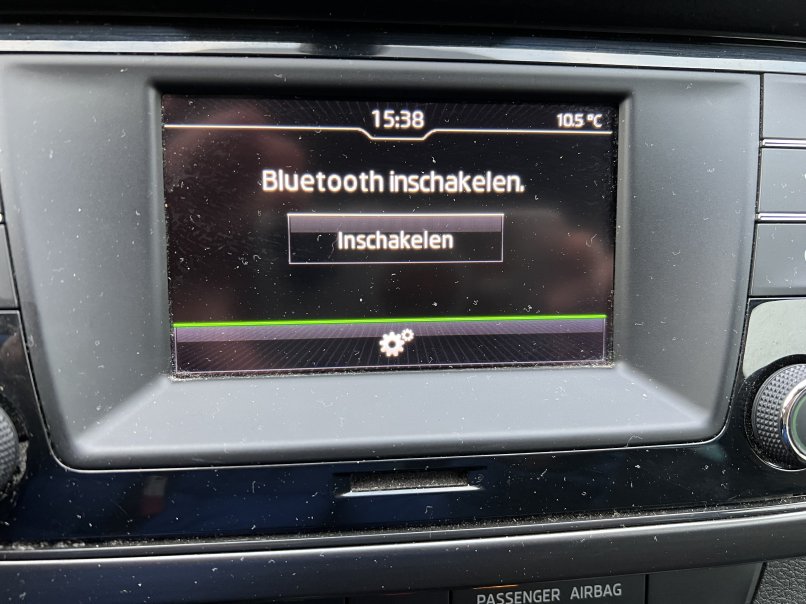 15:38
10.5 °C
Bluetooth inschakelen.
Inschakelen
PASSENGER AIRBAG